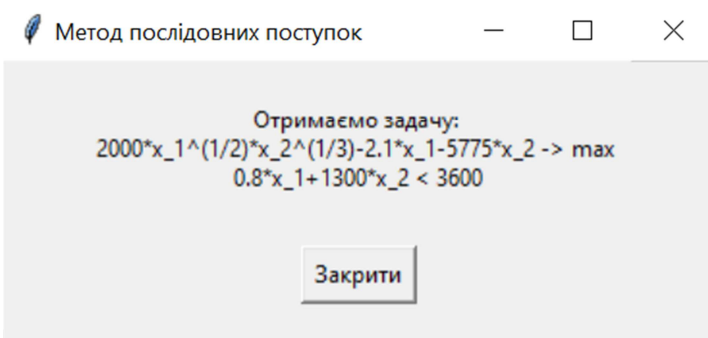 Метод послідовних поступок
Отримаємо задачу:
2000*x_1^(1/2)*x_2^(1/3)-2.1*x_1-5775*x_2 -> max
0.8*x_1+1300*x_2 < 3600
Закрити